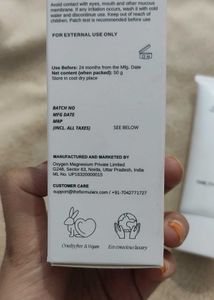 Avoid contact with eyes, mouth and other mucous
membrane. If any irritation occurs, wash it with cold
water and discontinue use. Keep out of reach of
children. Patch test is recommended before use
FOR EXTERNAL USE ONLY
Use Before: 24 months from the Mfg. Date
Net content (when packed): 50 g
Store in cool dry place
BATCH NO
MFG DATE
MRP
(INCL. ALL TAXES) SEE BELOW
MANUFACTURED AND MARKETED BY
Oxygen Magnesium Private Limited
G248, Sector 63, Noida, Uttar Pradesh, India
CUSTOMER CARE
support@theformularx.com / +91-7042771727
Crueltyfree & Vegan
Eco conscious luxury